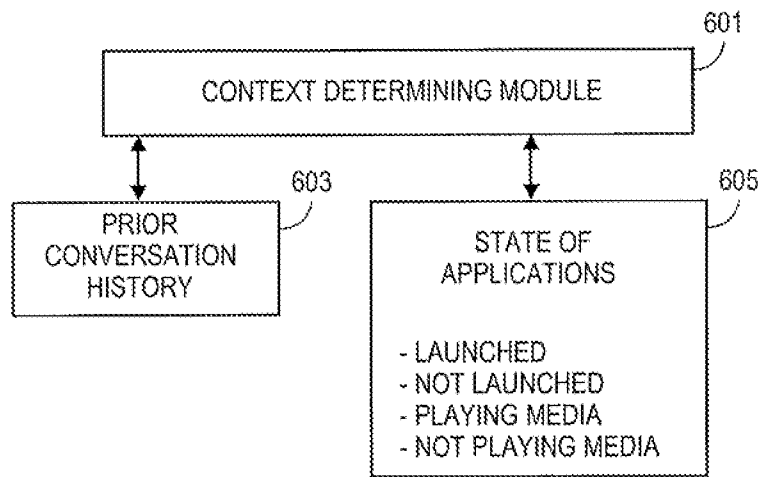 601
CONTEXT DETERMINING MODULE
603
PRIOR
CONVERSATION
HISTORY
605
STATE OF
APPLICATIONS
- LAUNCHED
- NOT LAUNCHED
- PLAYING MEDIA
- NOT PLAYING MEDIA